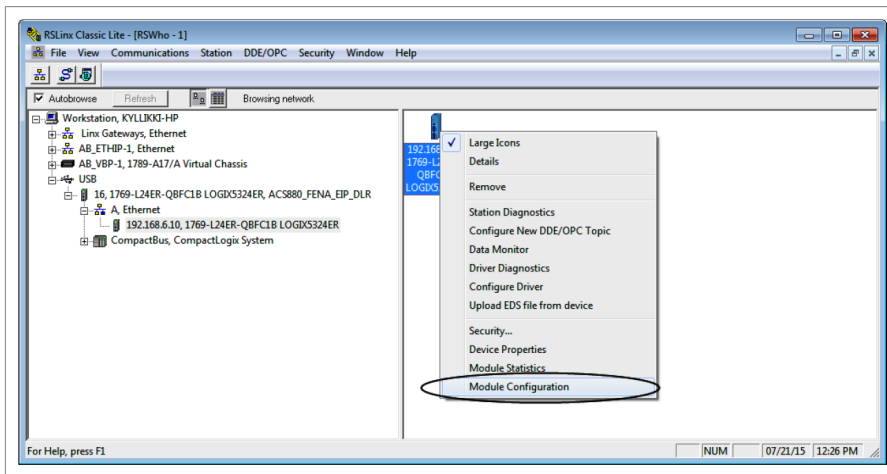 RSLinx Classic Lite - [RSWho - 1]
File View Communications Station DDE/OPC Security Window Help
Autobrowse Refresh Browsing network
Workstation, KYLLIKKI-HP
Linx Gateways, Ethernet
AB_ETHIP-1, Ethernet
AB_VBP-1, 1789-A17/A Virtual Chassis
USB
16, 1769-L24ER-QBFC1B LOGIX5324ER, ACS880_FENA_EIP_DLR
A, Ethernet
192.168.6.10, 1769-L24ER-QBFC1B LOGIX5324ER
CompactBus, CompactLogix System
192.168
1769-L2
QBFC
LOGIX5
Large Icons
Details
Remove
Station Diagnostics
Configure New DDE/OPC Topic
Data Monitor
Driver Diagnostics
Configure Driver
Upload EDS file from device
Security...
Device Properties
Module Statistics
Module Configuration
For Help, press F1
NUM 07/21/15 12:26 PM